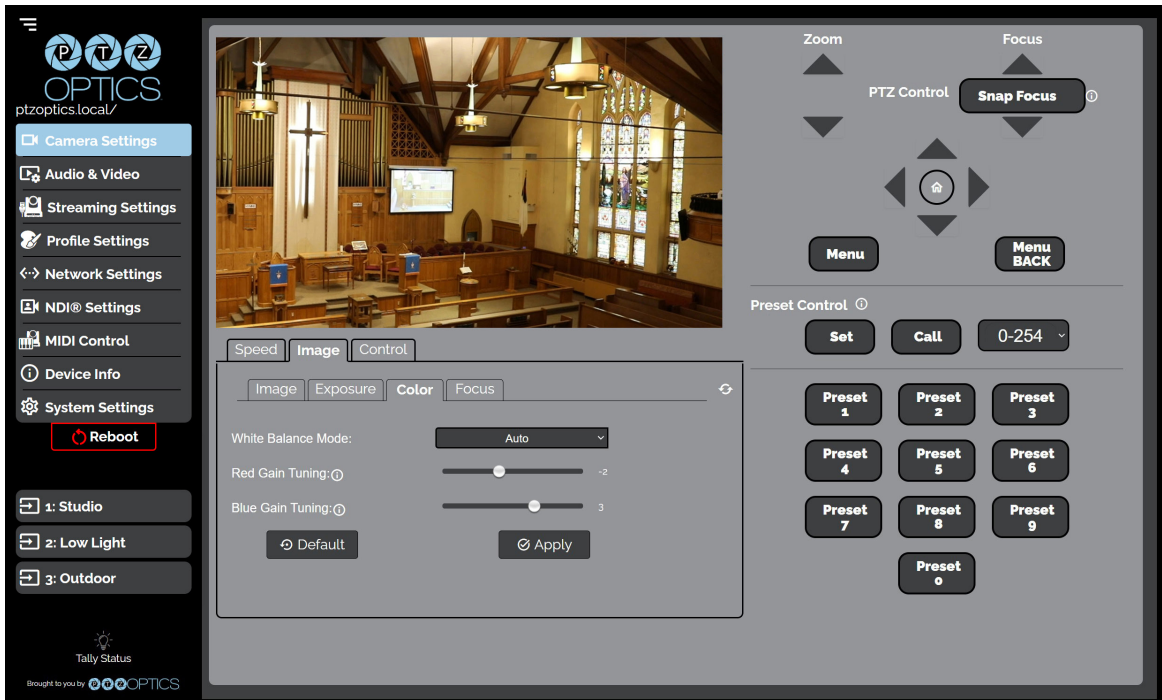 PTZ
OPTICS
ptzoptics.local/
Camera Settings
Audio & Video
Streaming Settings
Profile Settings
Network Settings
NDI® Settings
MIDI Control
Device Info
System Settings
Reboot
1: Studio
2: Low Light
3: Outdoor
Tally Status
Brought to you by PTZOPTICS
Speed Image Control
Image Exposure Color Focus
White Balance Mode: Auto
Red Gain Tuning: -2
Blue Gain Tuning: 3
Default Apply
Zoom Focus
PTZ Control Snap Focus
Menu Menu
BACK
Preset Control
Set Call 0-254
Preset
1
Preset
2
Preset
3
Preset
4
Preset
5
Preset
6
Preset
7
Preset
8
Preset
9
Preset
0